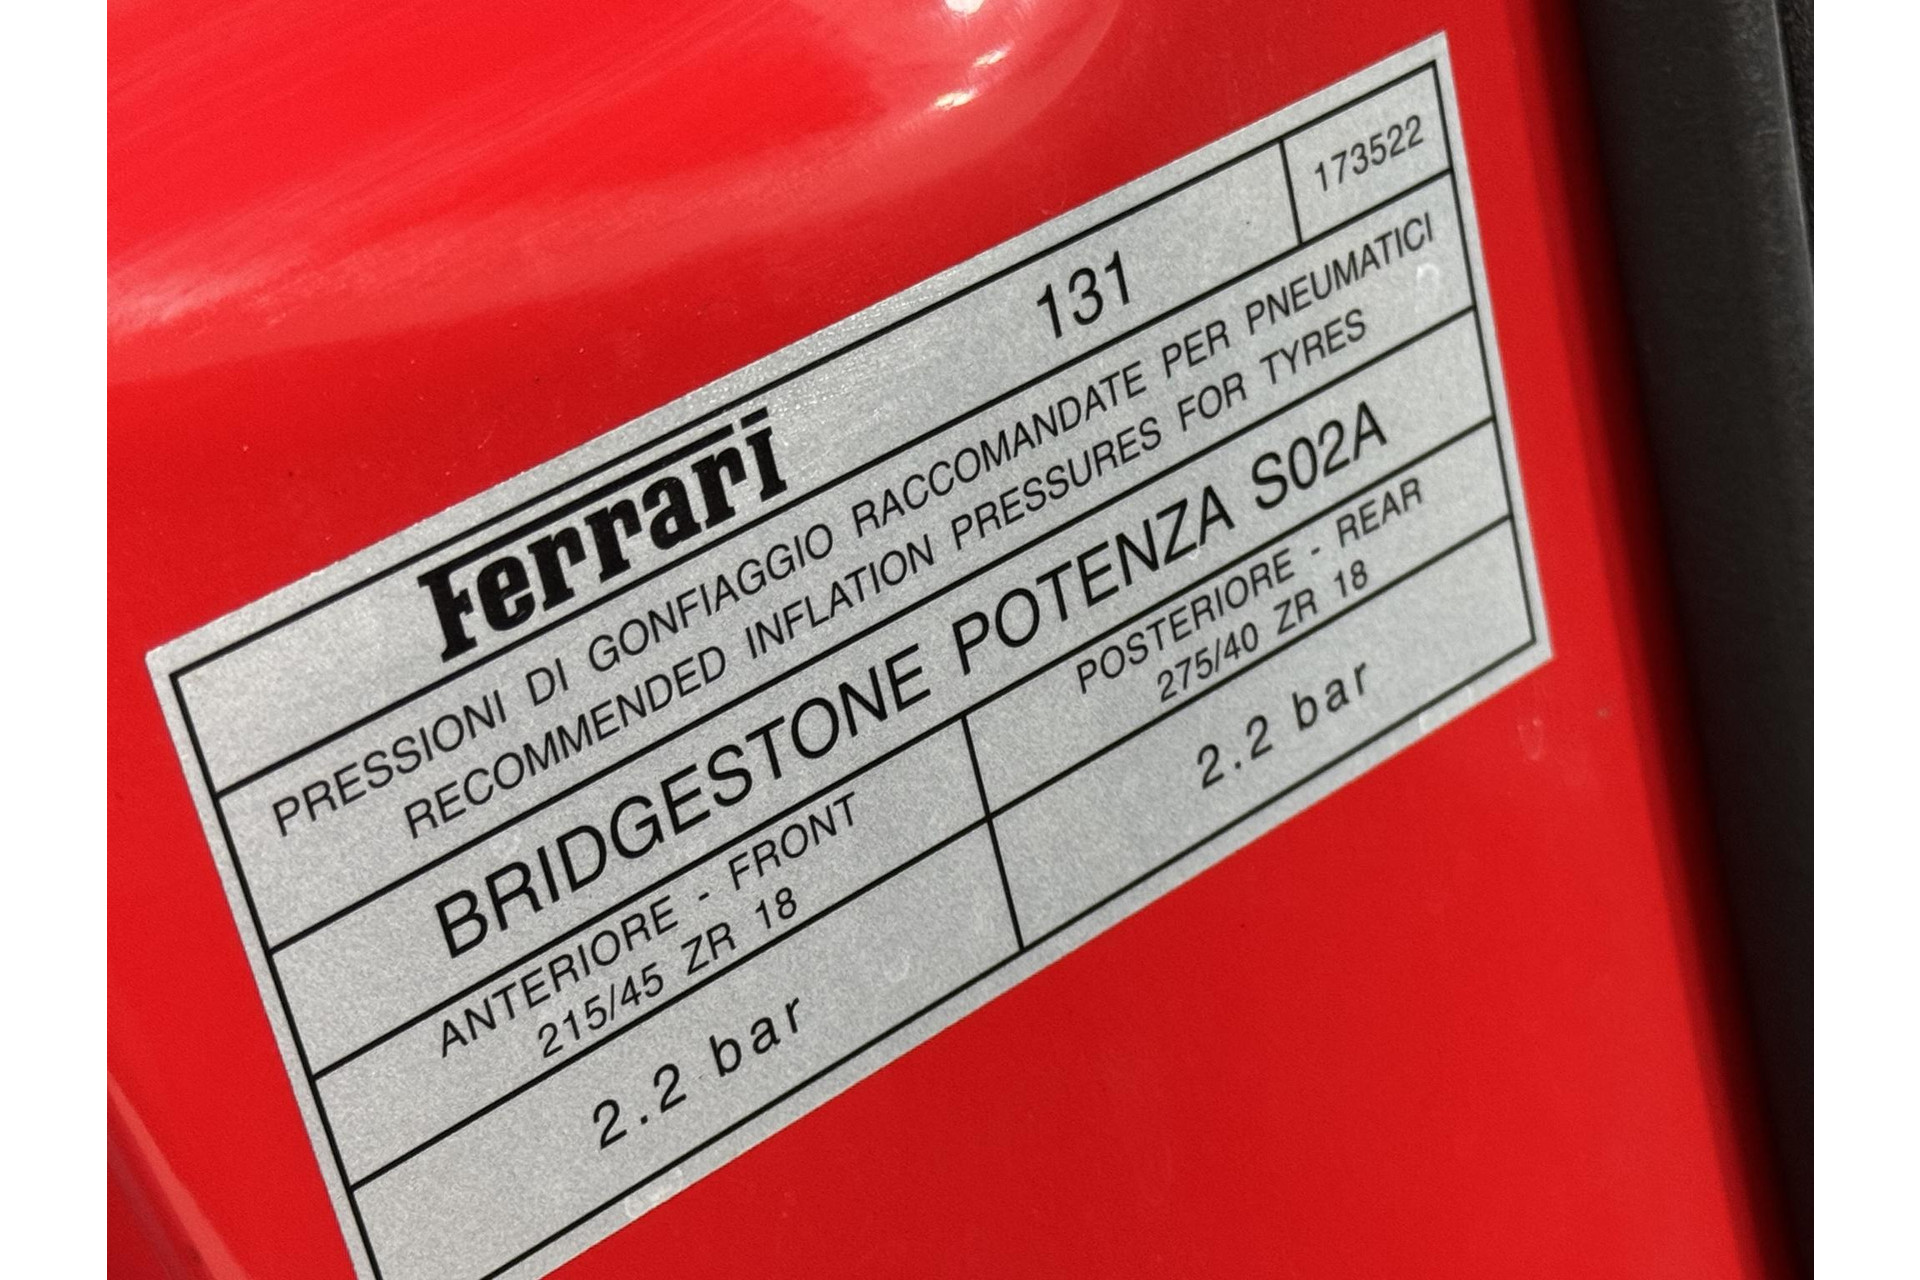 Ferrari 131 173522
PRESSIONI DI GONFIAGGIO RACCOMANDATE PER PNEUMATICI
RECOMMENDED INFLATION PRESSURES FOR TYRES
BRIDGESTONE POTENZA S02A
ANTERIORE - FRONT
215/45 ZR 18
POSTERIORE - REAR
275/40 ZR 18
2.2 bar
2.2 bar